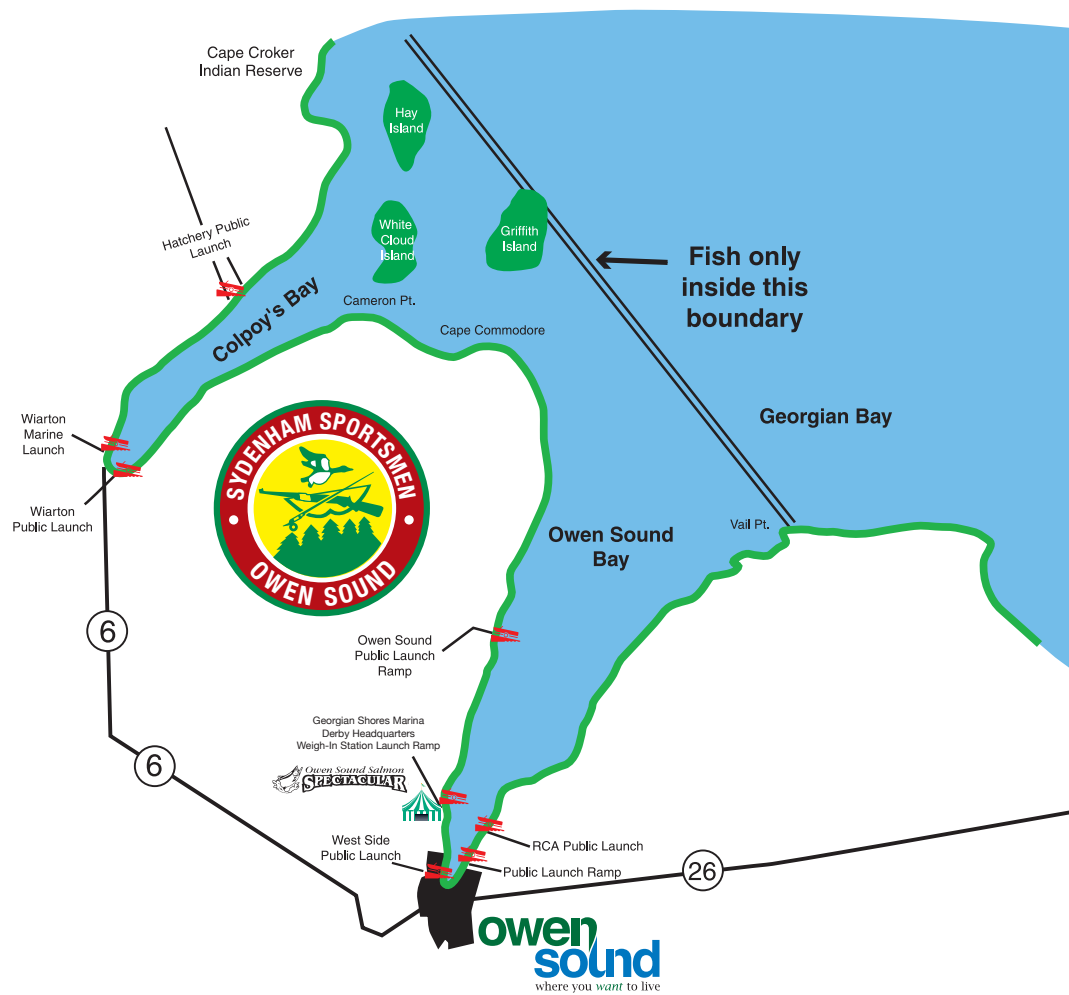 Cape Croker
Indian Reserve
Hay
Island
Hatchery Public
Launch
White
Cloud
Island
Griffith
Island
Fish only
inside this
boundary
Colpoy's Bay
Cameron Pt.
Cape Commodore
Georgian Bay
Wiarton
Marine
Launch
Wiarton
Public Launch
SYDENHAM SPORTSMEN
OWEN SOUND
Vail Pt.
Owen Sound
Bay
6
Owen Sound
Public Launch
Ramp
Georgian Shores Marina
Derby Headquarters
Weigh-In Station Launch Ramp
6
Owen Sound Salmon
SPECTACULAR
West Side
Public Launch
RCA Public Launch
Public Launch Ramp
26
owen
sound
where you want to live